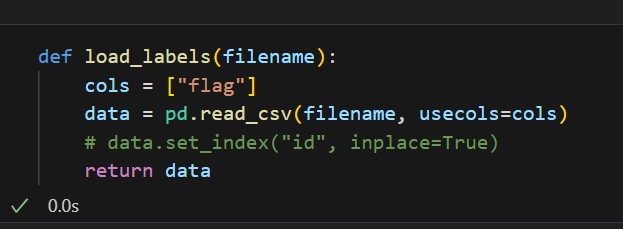 def load_labels(filename):
    cols = ["flag"]
    data = pd.read_csv(filename, usecols=cols)
    # data.set_index("id", inplace=True)
    return data
0.0s